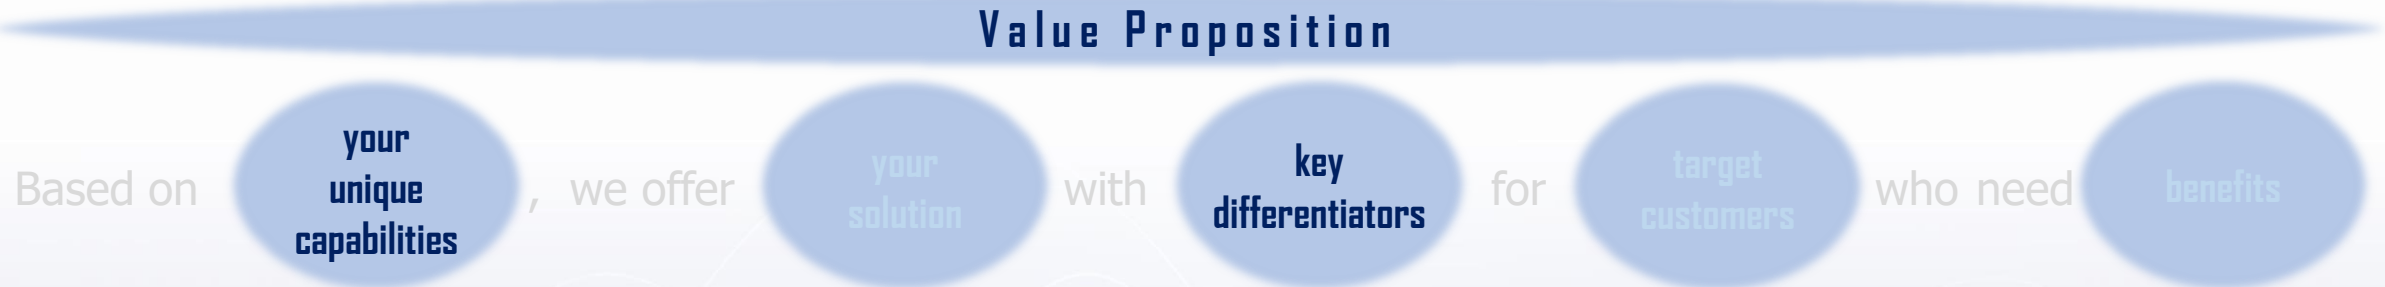 Value Proposition
Based on your unique capabilities, we offer your solution with key differentiators for target customers who need benefits